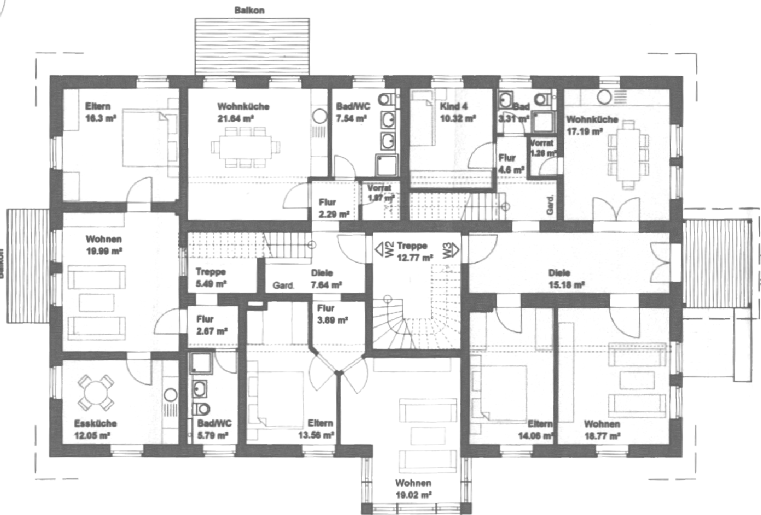 Balkon
Eltern
16.3 m²
Wohnküche
21.64 m²
Bad/WC
7.54 m²
Kind 4
10.32 m²
Bad
3.31 m²
Wohnküche
17.19 m²
Vorrat
1.26 m²
Flur
4.5 m²
Vorrat
Flur
2.29 m²
Gard.
Wohnen
19.99 m²
Balkon
Treppe
5.49 m²
Gard.
Diele
7.64 m²
W2
Treppe
12.77 m²
W3
Diele
15.18 m²
Flur
2.67 m²
Flur
3.69 m²
Essküche
12.05 m²
Bad/WC
5.79 m²
Eltern
13.56 m²
Eltern
14.06 m²
Wohnen
18.77 m²
Wohnen
19.02 m²